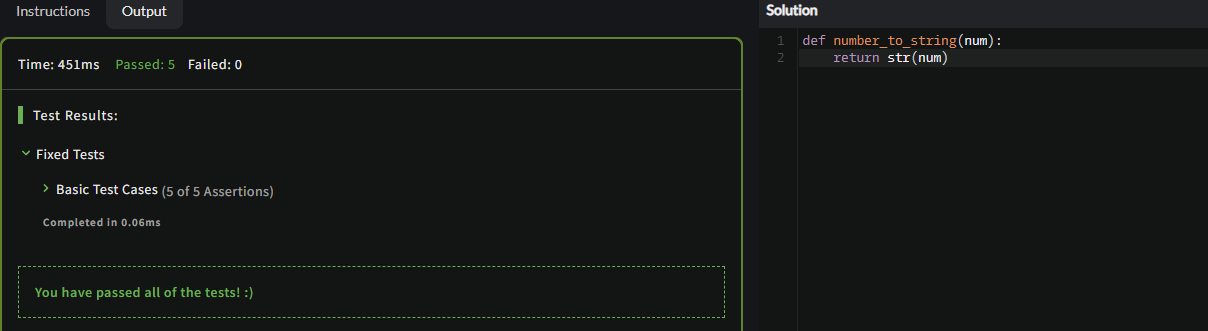 Instructions Output
Time: 451ms Passed: 5 Failed: 0
Test Results:
Fixed Tests
Basic Test Cases (5 of 5 Assertions)
Completed in 0.06ms
You have passed all of the tests! :)
Solution
1 def number_to_string(num):
2     return str(num)